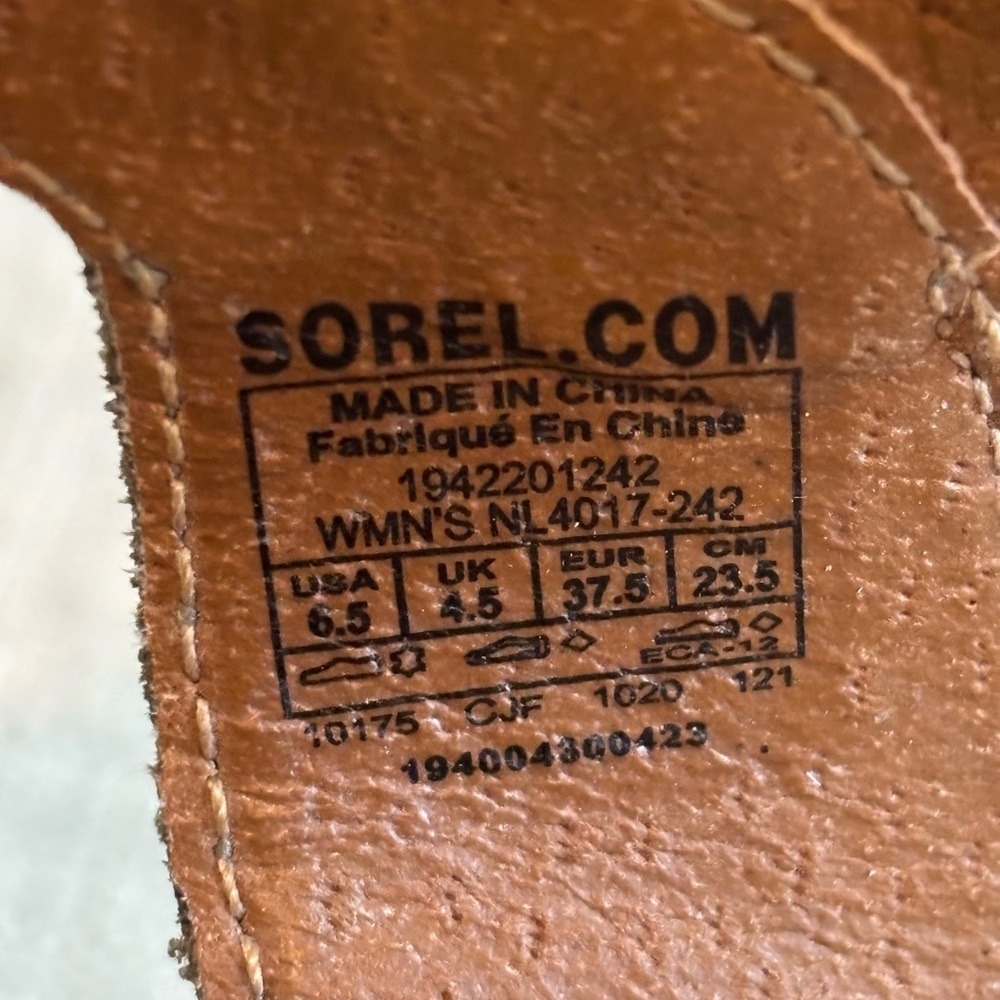 SOREL.COM
MADE IN CHINA
Fabriqué En Chine
1942201242
WMN'S NL4017-242
USA UK EUR CM
6.5 4.5 37.5 23.5
ECA-12
10175 CJF 1020 121
194004300423